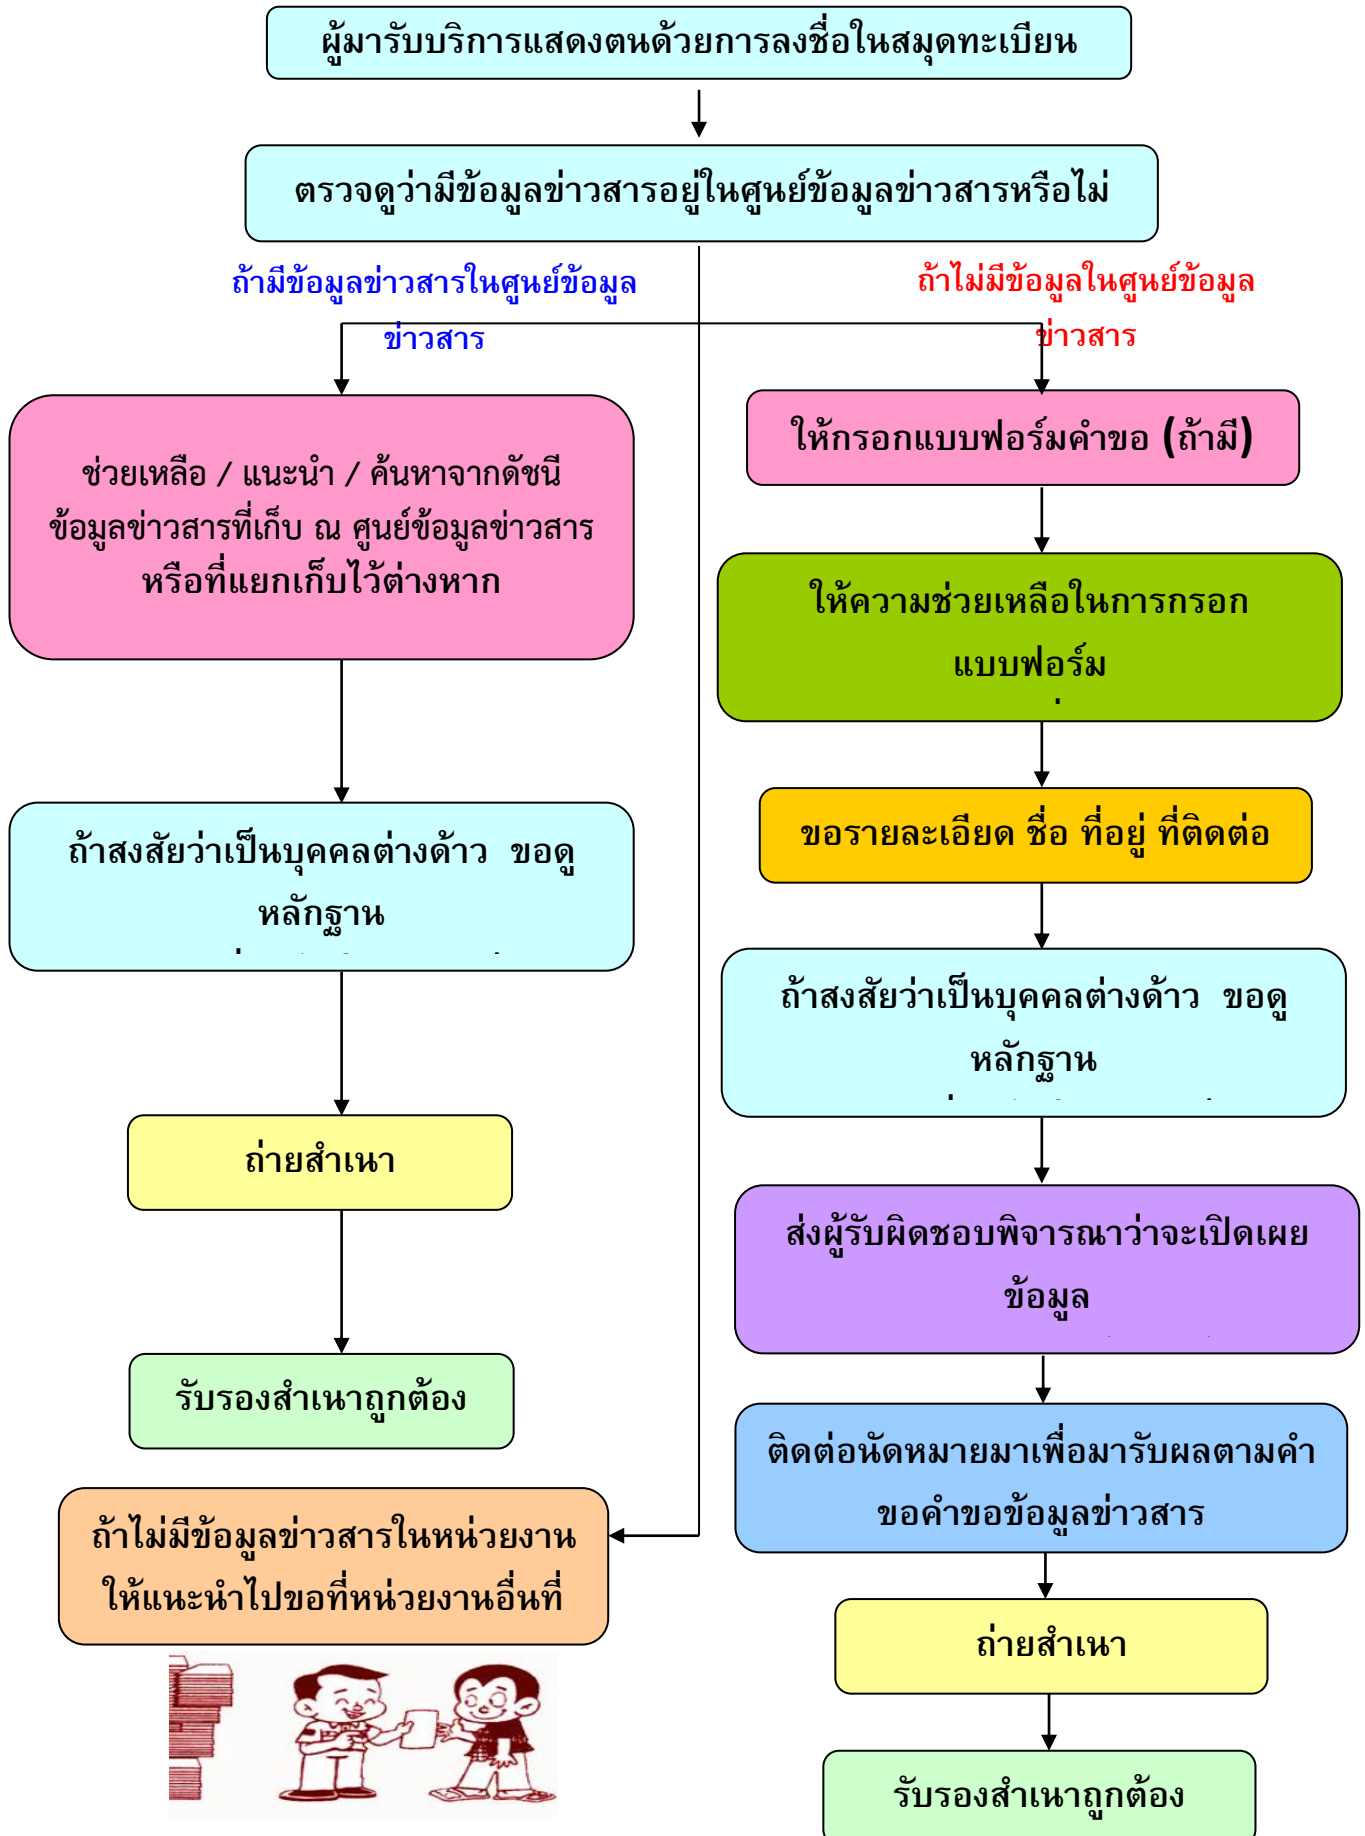 ผู้มารับบริการแสดงตนด้วยการลงชื่อในสมุดทะเบียน
ตรวจดูว่ามีข้อมูลข่าวสารอยู่ในศูนย์ข้อมูลข่าวสารหรือไม่
ถ้ามีข้อมูลข่าวสารในศูนย์ข้อมูล
ข่าวสาร
ช่วยเหลือ / แนะนำ / ค้นหาจากดัชนี
ข้อมูลข่าวสารที่เก็บ ณ ศูนย์ข้อมูลข่าวสาร
หรือที่แยกเก็บไว้ต่างหาก
ถ้าสงสัยว่าเป็นบุคคลต่างด้าว ขอดู
หลักฐาน
ถ่ายสำเนา
รับรองสำเนาถูกต้อง
ถ้าไม่มีข้อมูลข่าวสารในหน่วยงาน
ให้แนะนำไปขอที่หน่วยงานอื่นที่
ถ้าไม่มีข้อมูลในศูนย์ข้อมูล
ข่าวสาร
ให้กรอกแบบฟอร์มคำขอ (ถ้ามี)
ให้ความช่วยเหลือในการกรอก
แบบฟอร์ม
ขอรายละเอียด ชื่อ ที่อยู่ ที่ติดต่อ
ถ้าสงสัยว่าเป็นบุคคลต่างด้าว ขอดู
หลักฐาน
ส่งผู้รับผิดชอบพิจารณาว่าจะเปิดเผย
ข้อมูล
ติดต่อนัดหมายมาเพื่อมารับผลตามคำ
ขอคำขอข้อมูลข่าวสาร
ถ่ายสำเนา
รับรองสำเนาถูกต้อง